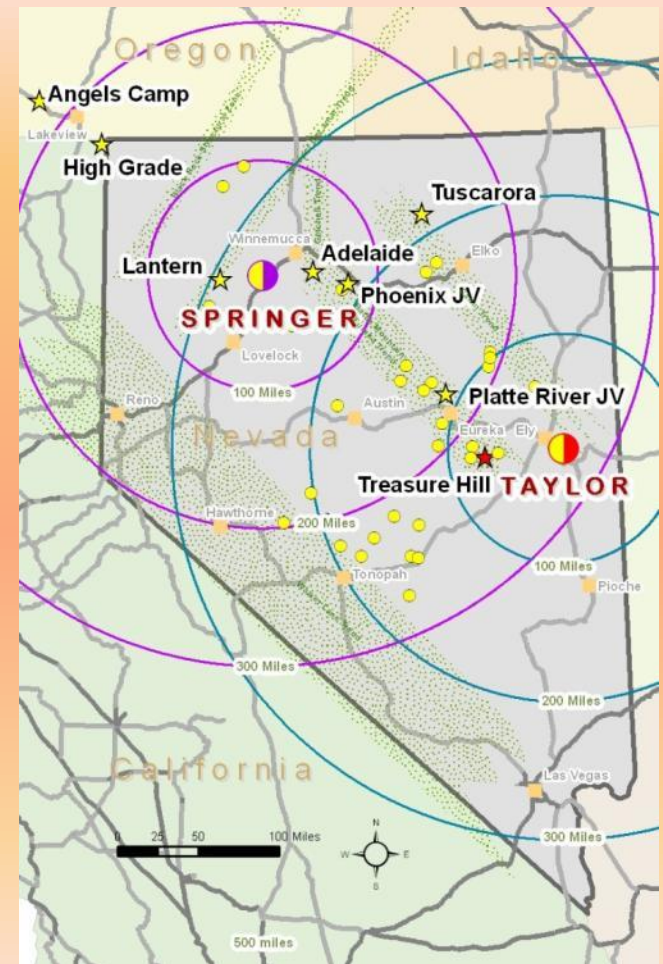 Oregon
Idaho
Angels Camp
Lakeview
High Grade
Tuscarora
Winnemucca
Adelaide
Elko
Lantern
Phoenix JV
SPRINGER
Lovelock
100 Miles
Platte River JV
Reno
Austin
Nevada
Eureka
Ely
Treasure Hill
TAYLOR
Hawthorne
200 Miles
100 Miles
Tonopah
Pioche
300 Miles
200 Miles
California
Las Vegas
300 Miles
0 25 50 100 Miles
N
W E
S
500 miles